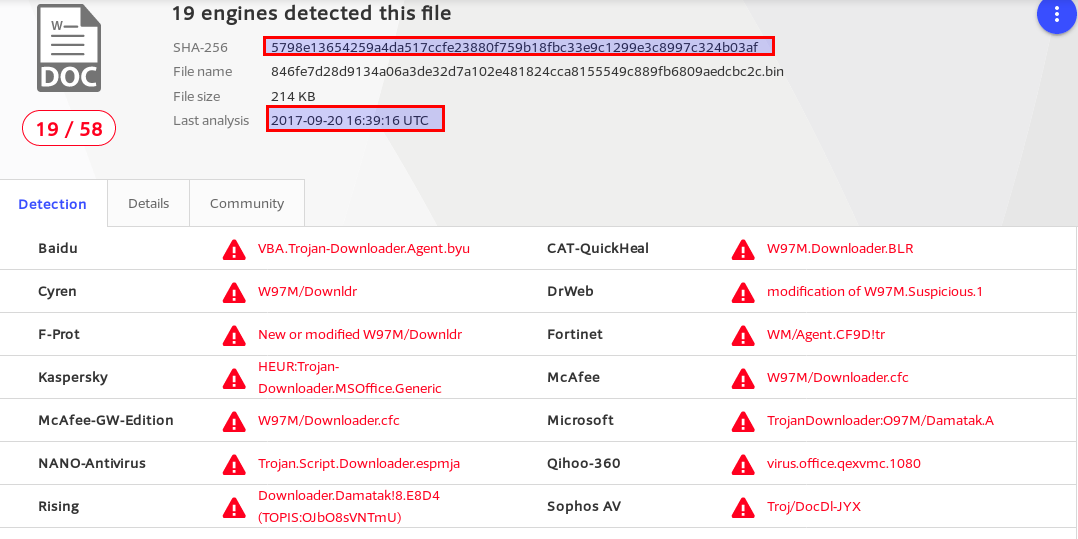 W
DOC
19 engines detected this file
SHA-256 5798e13654259a4da517ccfe23880f759b18fbc33e9c1299e3c8997c324b03af
File name 846fe7d28d9134a06a3de32d7a102e481824cca8155549c889fb6809aedcbc2c.bin
File size 214 KB
Last analysis 2017-09-20 16:39:16 UTC
19 / 58
Detection Details Community
Baidu VBA.Trojan-Downloader.Agent.byu CAT-QuickHeal W97M.Downloader.BLR
Cyren W97M/Downldr DrWeb modification of W97M.Suspicious.1
F-Prot New or modified W97M/Downldr Fortinet WM/Agent.CF9D!tr
Kaspersky HEUR:Trojan-
Downloader.MSOffice.Generic McAfee W97M/Downloader.cfc
McAfee-GW-Edition W97M/Downloader.cfc Microsoft TrojanDownloader:O97M/Damatak.A
NANO-Antivirus Trojan.Script.Downloader.espmja Qihoo-360 virus.office.qexvmc.1080
Rising Downloader.Damatak!8.E8D4
(TOPIS:OJbO8sVNTmU) Sophos AV Troj/DocDl-JYX